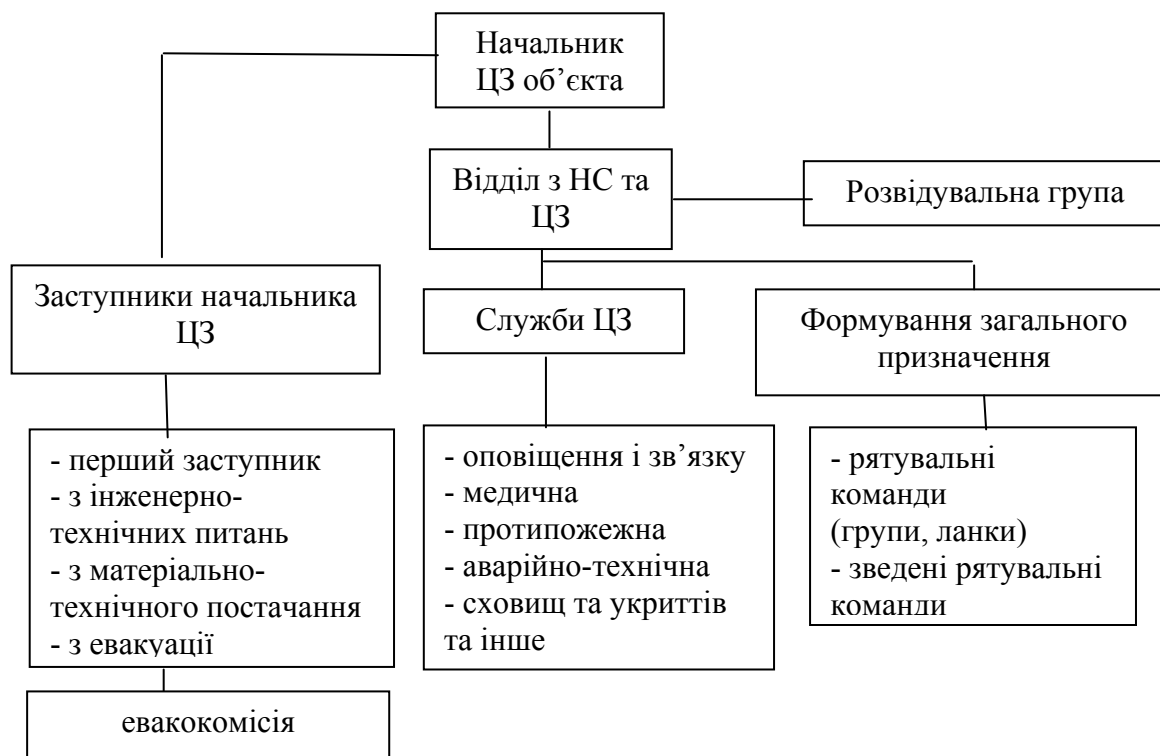 Начальник
ЦЗ об’єкта
Відділ з НС та
ЦЗ
Розвідувальна група
Заступники начальника
ЦЗ
Служби ЦЗ
Формування загального
призначення
- перший заступник
- з інженерно-
технічних питань
- з матеріально-
технічного постачання
- з евакуації
- оповіщення і зв’язку
- медична
- протипожежна
- аварійно-технічна
- сховищ та укриттів
та інше
- рятувальні
команди
(групи, ланки)
- зведені рятувальні
команди
евакокомісія